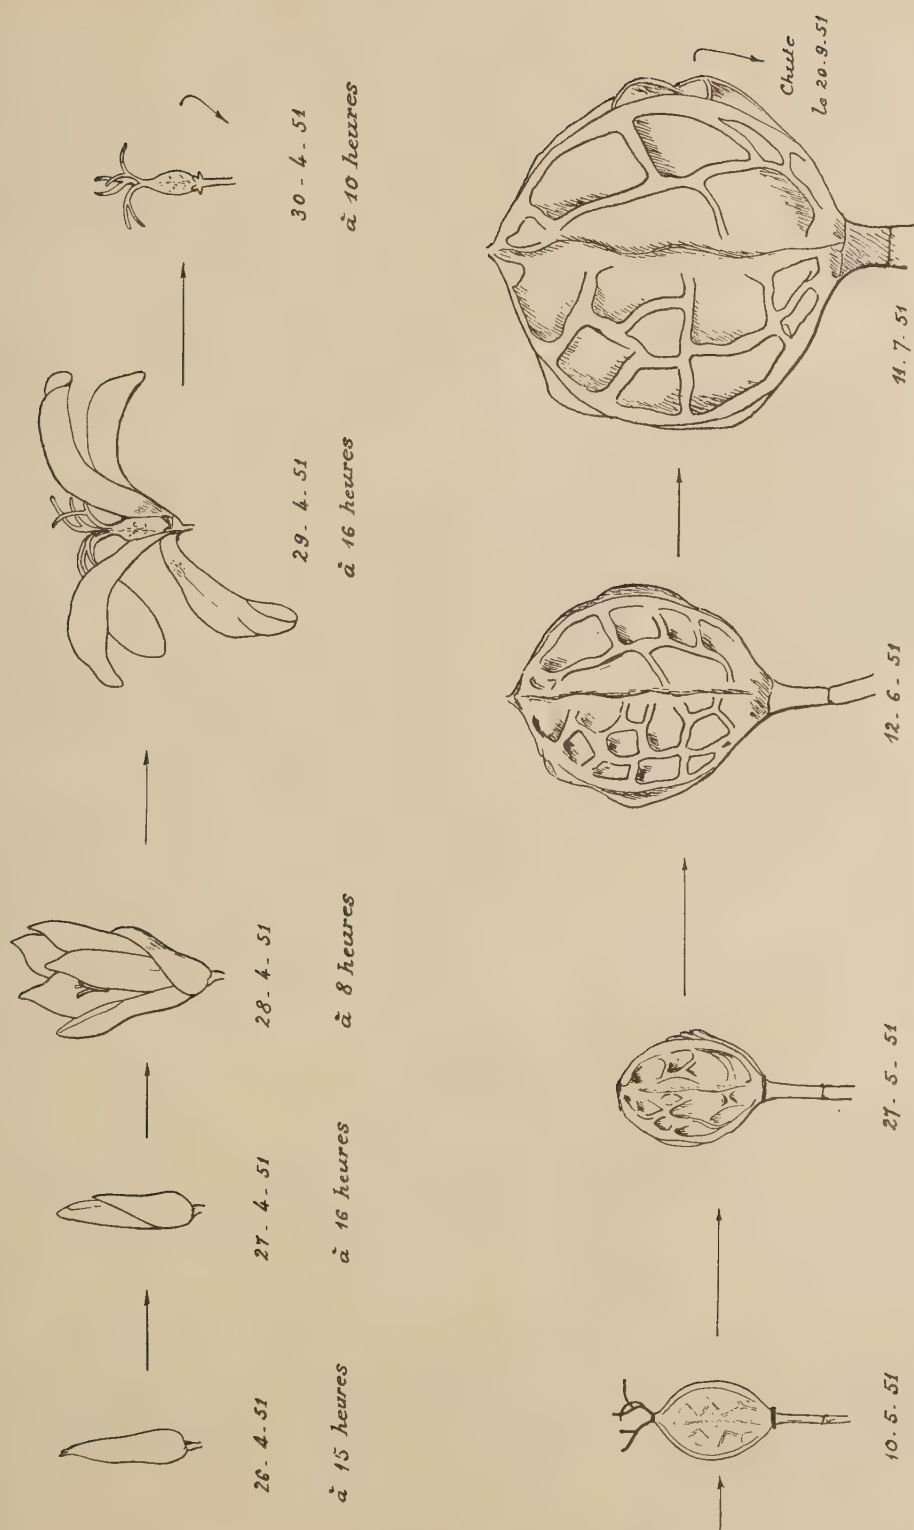 26 - 4 - 51
à 15 heures
27 - 4 - 51
à 16 heures
28 - 4 - 51
à 8 heures
29 - 4 - 51
à 16 heures
30 - 4 - 51
à 10 heures
10 - 5 - 51
27 - 5 - 51
12 - 6 - 51
11 - 7 - 51
Chute
le 20 - 9 - 51